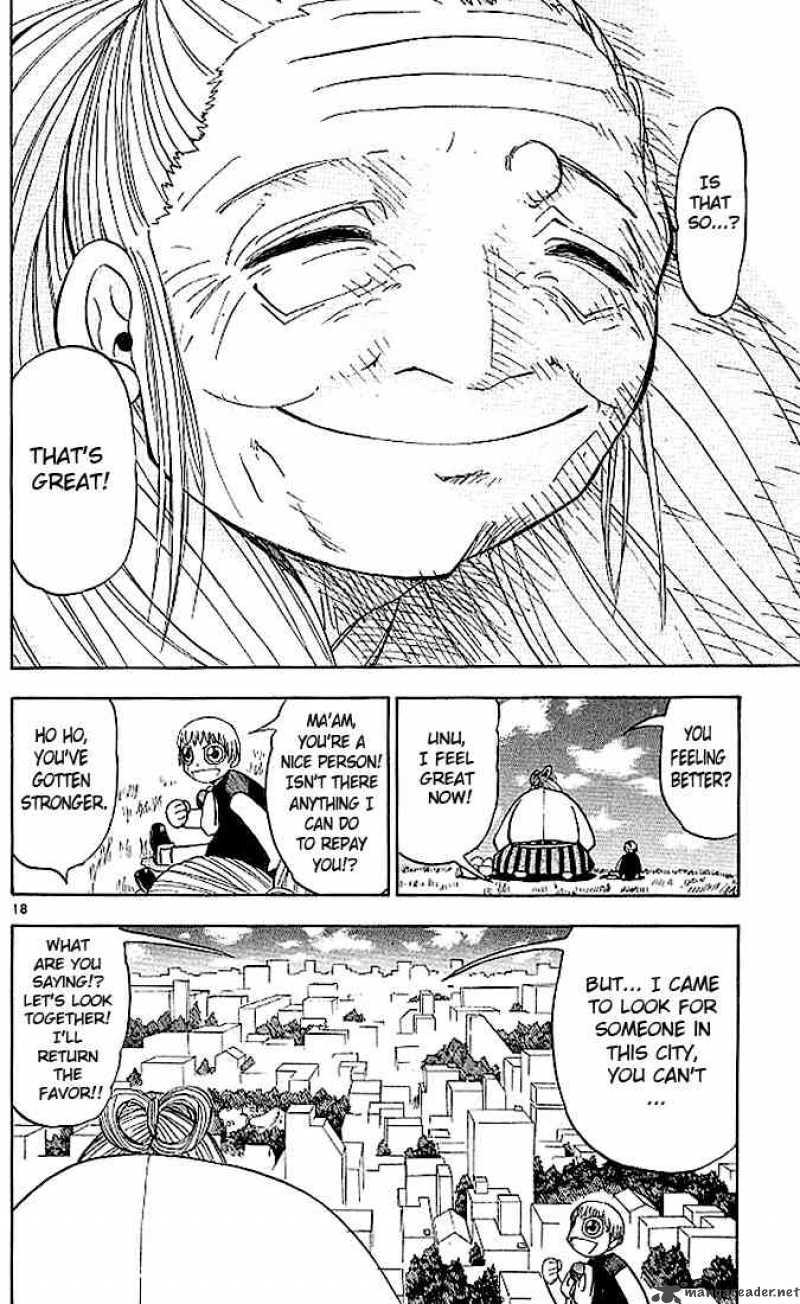 IS
THAT
SO...?
THAT'S
GREAT!
YOU
FEELING
BETTER?
UNU,
I FEEL
GREAT
NOW!
MA'AM,
YOU'RE A
NICE PERSON!
ISN'T THERE
ANYTHING I
CAN DO
TO REPAY
YOU!?
HO HO,
YOU'VE
GOTTEN
STRONGER.
18
BUT... I CAME
TO LOOK FOR
SOMEONE IN
THIS CITY,
YOU CAN'T
...
WHAT
ARE YOU
SAYING!?
LET'S LOOK
TOGETHER!
I'LL
RETURN
THE
FAVOR!!
mangareader.net